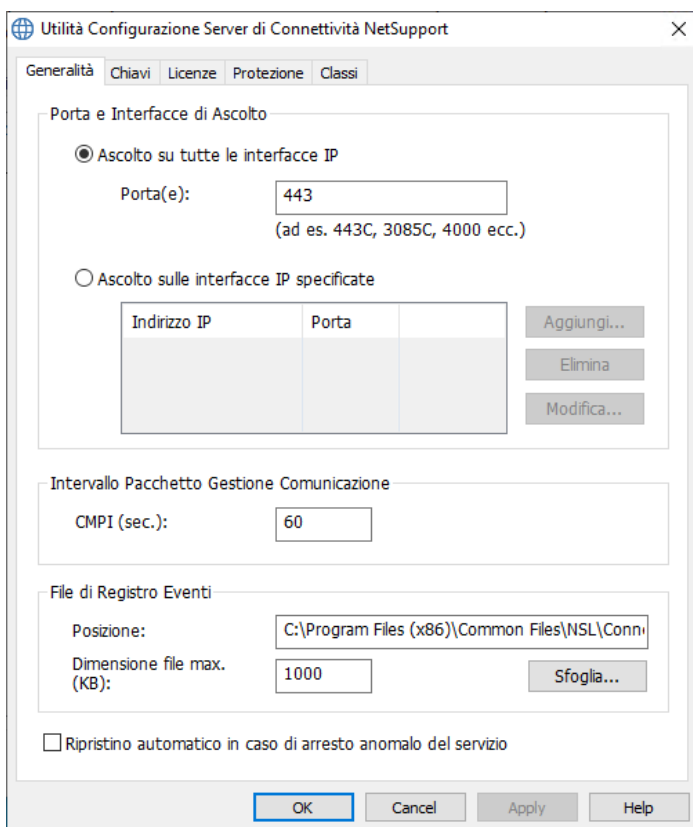 Utilità Configurazione Server di Connettività NetSupport
Generalità Chiavi Licenze Protezione Classi
Porta e Interfacce di Ascolto
Ascolto su tutte le interfacce IP
Porta(e): 443
(ad es. 443C, 3085C, 4000 ecc.)
Ascolto sulle interfacce IP specificate
Indirizzo IP Porta
Aggiungi...
Elimina
Modifica...
Intervallo Pacchetto Gestione Comunicazione
CMPI (sec.): 60
File di Registro Eventi
Posizione: C:\Program Files (x86)\Common Files\NSL\Conn
Dimensione file max.
(KB): 1000 Sfoglia...
Ripristino automatico in caso di arresto anomalo del servizio
OK Cancel Apply Help